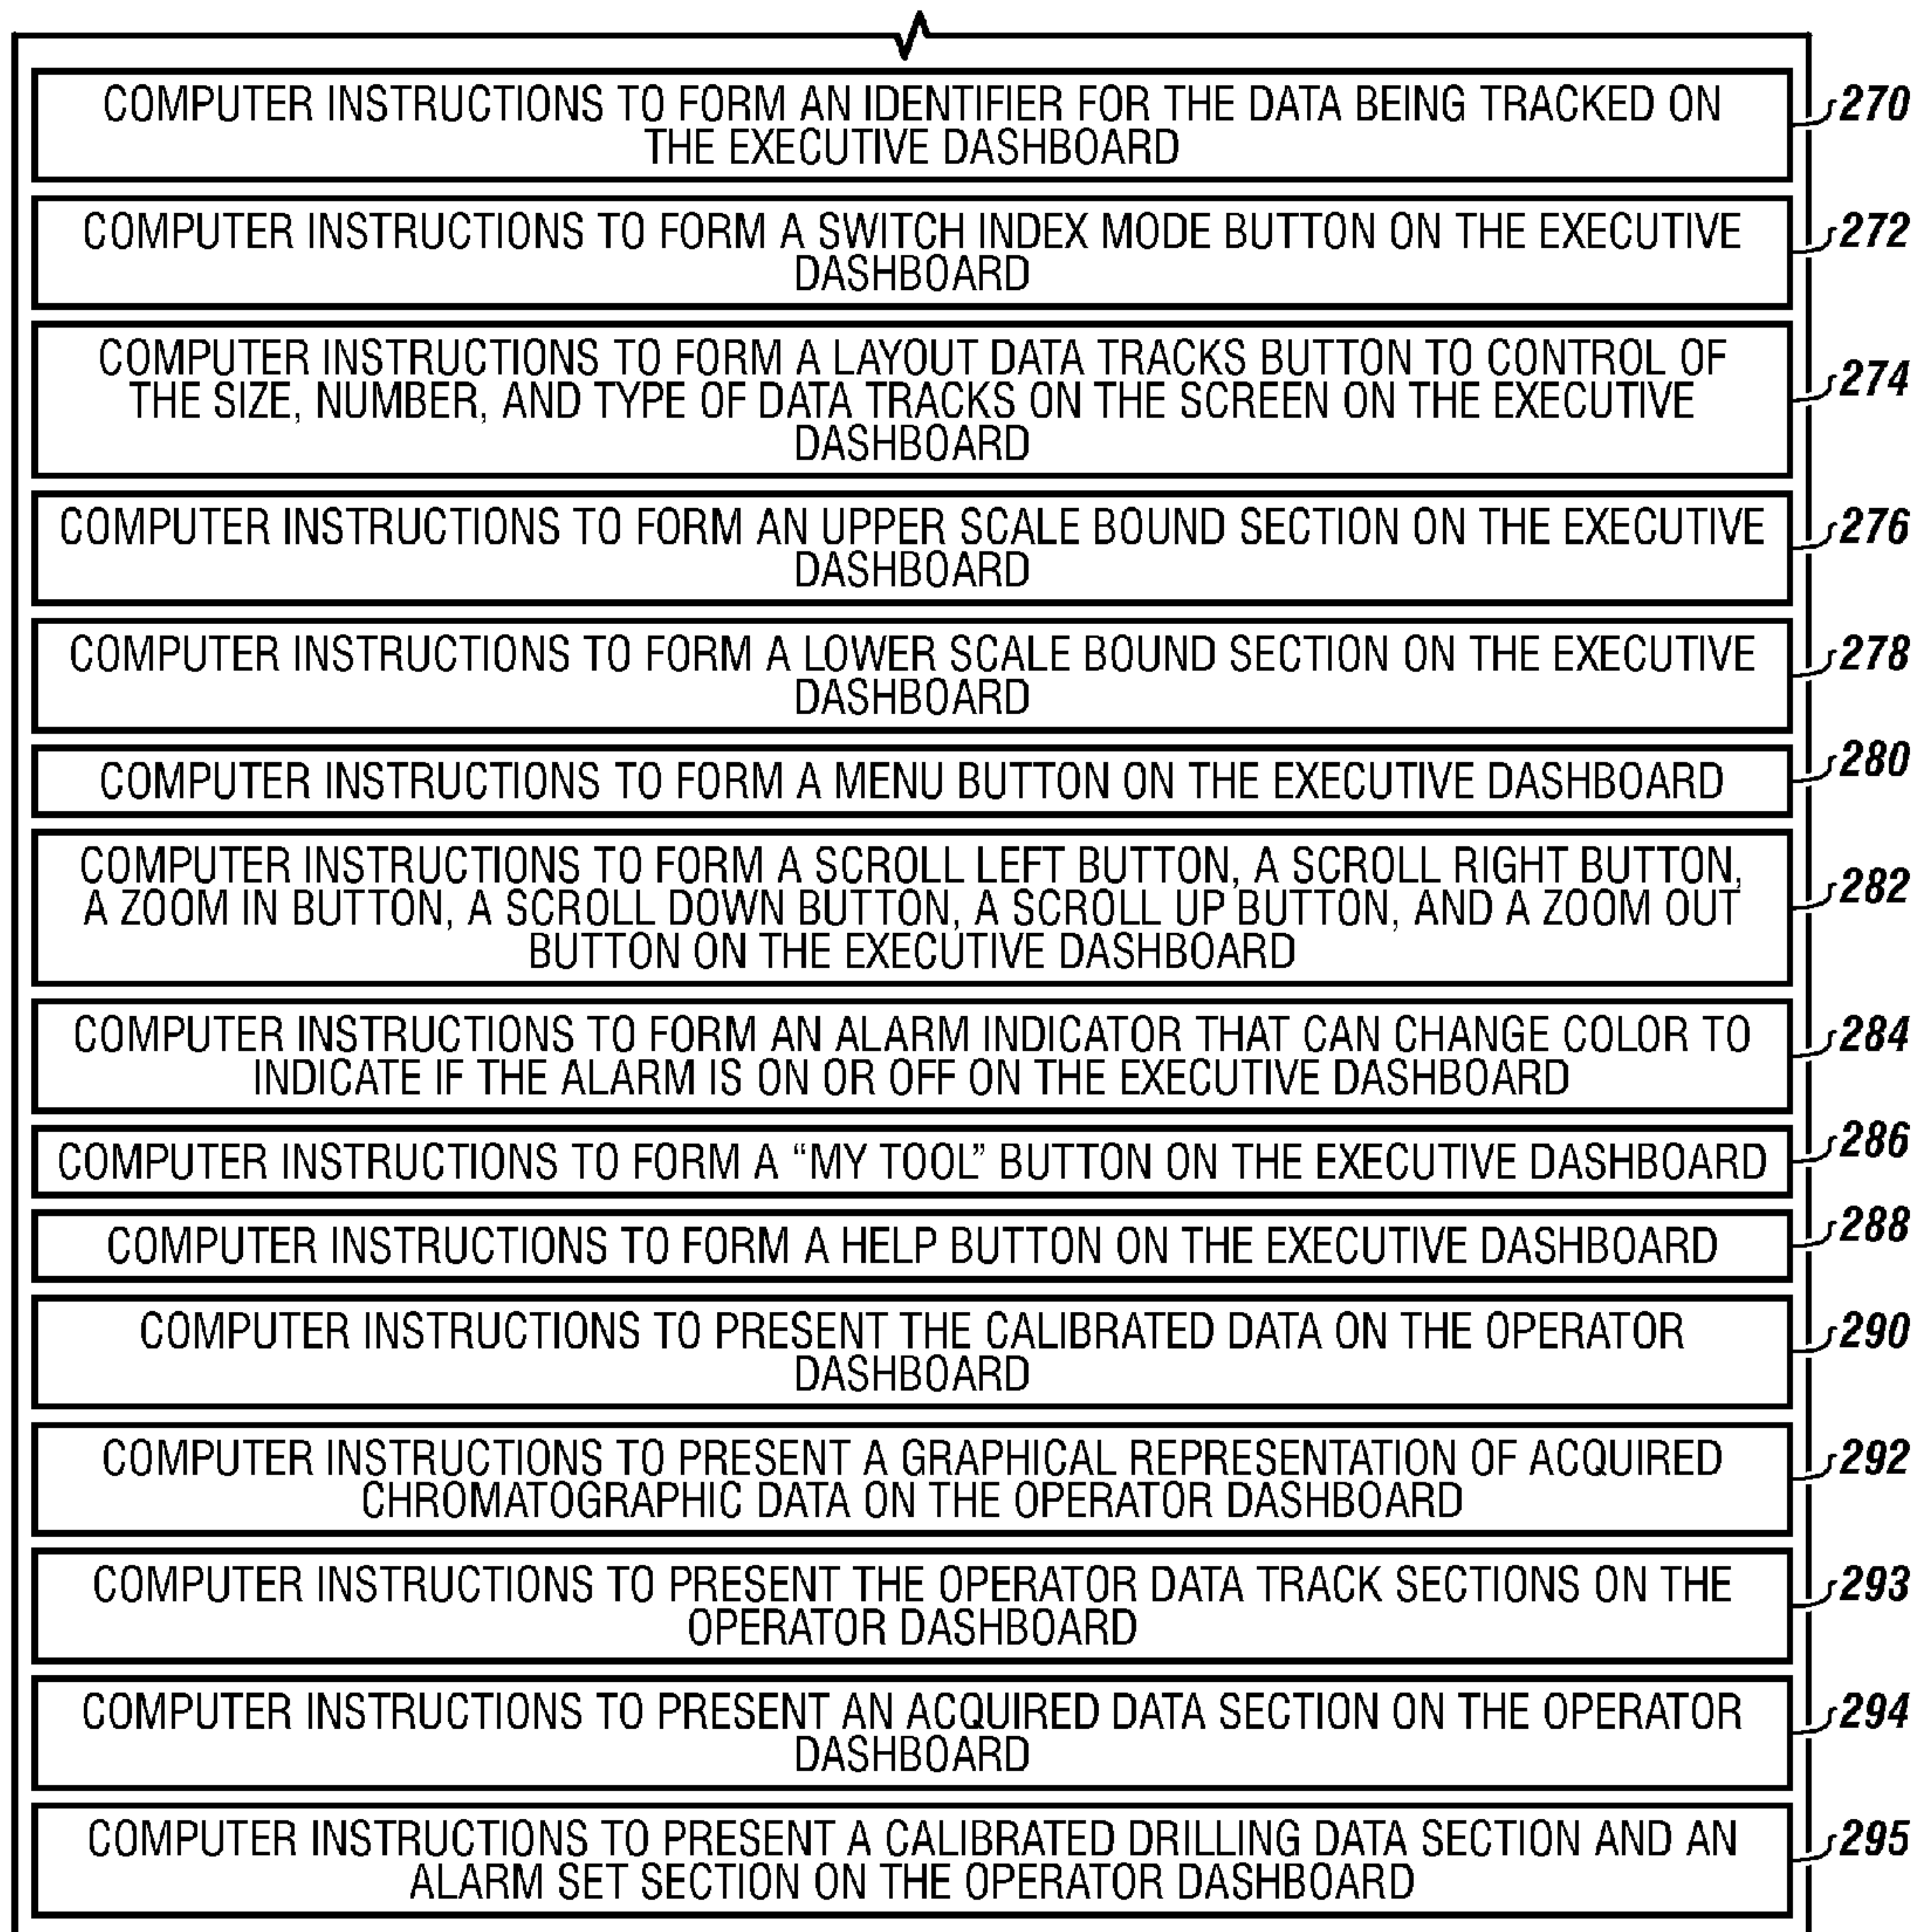 COMPUTER INSTRUCTIONS TO FORM AN IDENTIFIER FOR THE DATA BEING TRACKED ON
THE EXECUTIVE DASHBOARD
270
COMPUTER INSTRUCTIONS TO FORM A SWITCH INDEX MODE BUTTON ON THE EXECUTIVE
DASHBOARD
272
COMPUTER INSTRUCTIONS TO FORM A LAYOUT DATA TRACKS BUTTON TO CONTROL OF
THE SIZE, NUMBER, AND TYPE OF DATA TRACKS ON THE SCREEN ON THE EXECUTIVE
DASHBOARD
274
COMPUTER INSTRUCTIONS TO FORM AN UPPER SCALE BOUND SECTION ON THE EXECUTIVE
DASHBOARD
276
COMPUTER INSTRUCTIONS TO FORM A LOWER SCALE BOUND SECTION ON THE EXECUTIVE
DASHBOARD
278
COMPUTER INSTRUCTIONS TO FORM A MENU BUTTON ON THE EXECUTIVE DASHBOARD
280
COMPUTER INSTRUCTIONS TO FORM A SCROLL LEFT BUTTON, A SCROLL RIGHT BUTTON,
A ZOOM IN BUTTON, A SCROLL DOWN BUTTON, A SCROLL UP BUTTON, AND A ZOOM OUT
BUTTON ON THE EXECUTIVE DASHBOARD
282
COMPUTER INSTRUCTIONS TO FORM AN ALARM INDICATOR THAT CAN CHANGE COLOR TO
INDICATE IF THE ALARM IS ON OR OFF ON THE EXECUTIVE DASHBOARD
284
COMPUTER INSTRUCTIONS TO FORM A “MY TOOL” BUTTON ON THE EXECUTIVE DASHBOARD
286
COMPUTER INSTRUCTIONS TO FORM A HELP BUTTON ON THE EXECUTIVE DASHBOARD
288
COMPUTER INSTRUCTIONS TO PRESENT THE CALIBRATED DATA ON THE OPERATOR
DASHBOARD
290
COMPUTER INSTRUCTIONS TO PRESENT A GRAPHICAL REPRESENTATION OF ACQUIRED
CHROMATOGRAPHIC DATA ON THE OPERATOR DASHBOARD
292
COMPUTER INSTRUCTIONS TO PRESENT THE OPERATOR DATA TRACK SECTIONS ON THE
OPERATOR DASHBOARD
293
COMPUTER INSTRUCTIONS TO PRESENT AN ACQUIRED DATA SECTION ON THE OPERATOR
DASHBOARD
294
COMPUTER INSTRUCTIONS TO PRESENT A CALIBRATED DRILLING DATA SECTION AND AN
ALARM SET SECTION ON THE OPERATOR DASHBOARD
295